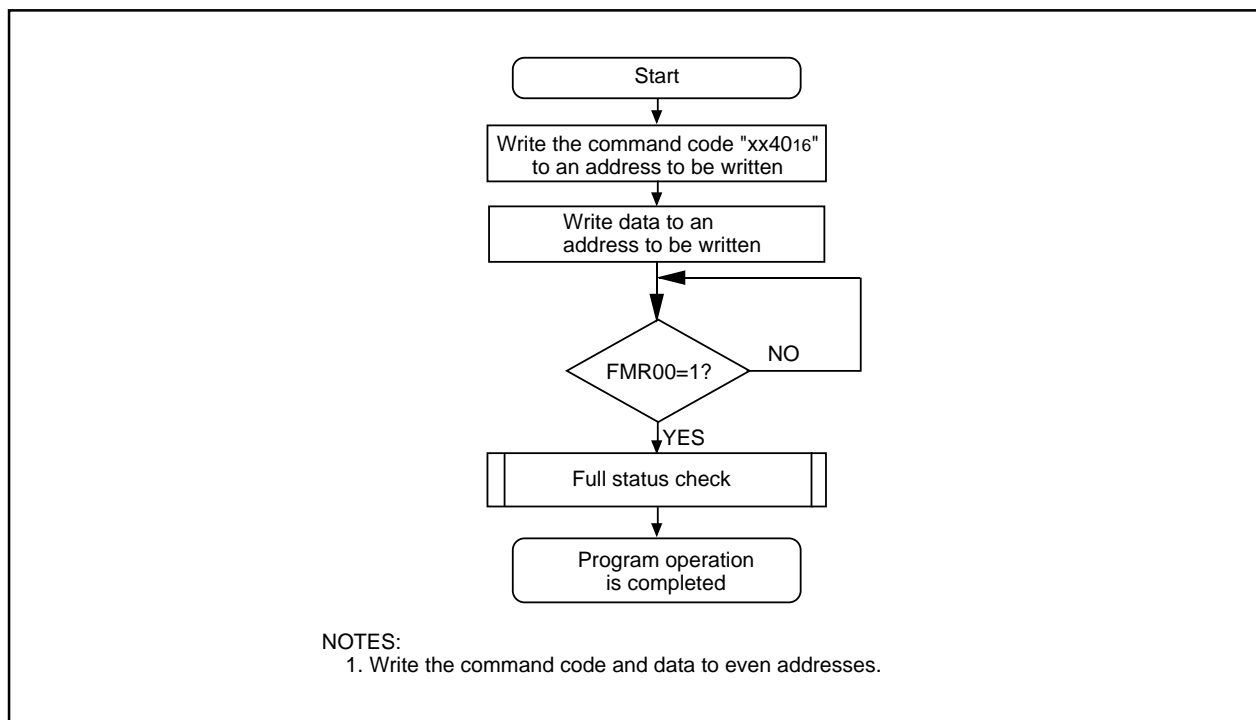 Start
Write the command code "xx4016"
to an address to be written
Write data to an
address to be written
FMR00=1?
NO
YES
Full status check
Program operation
is completed
NOTES:
1. Write the command code and data to even addresses.